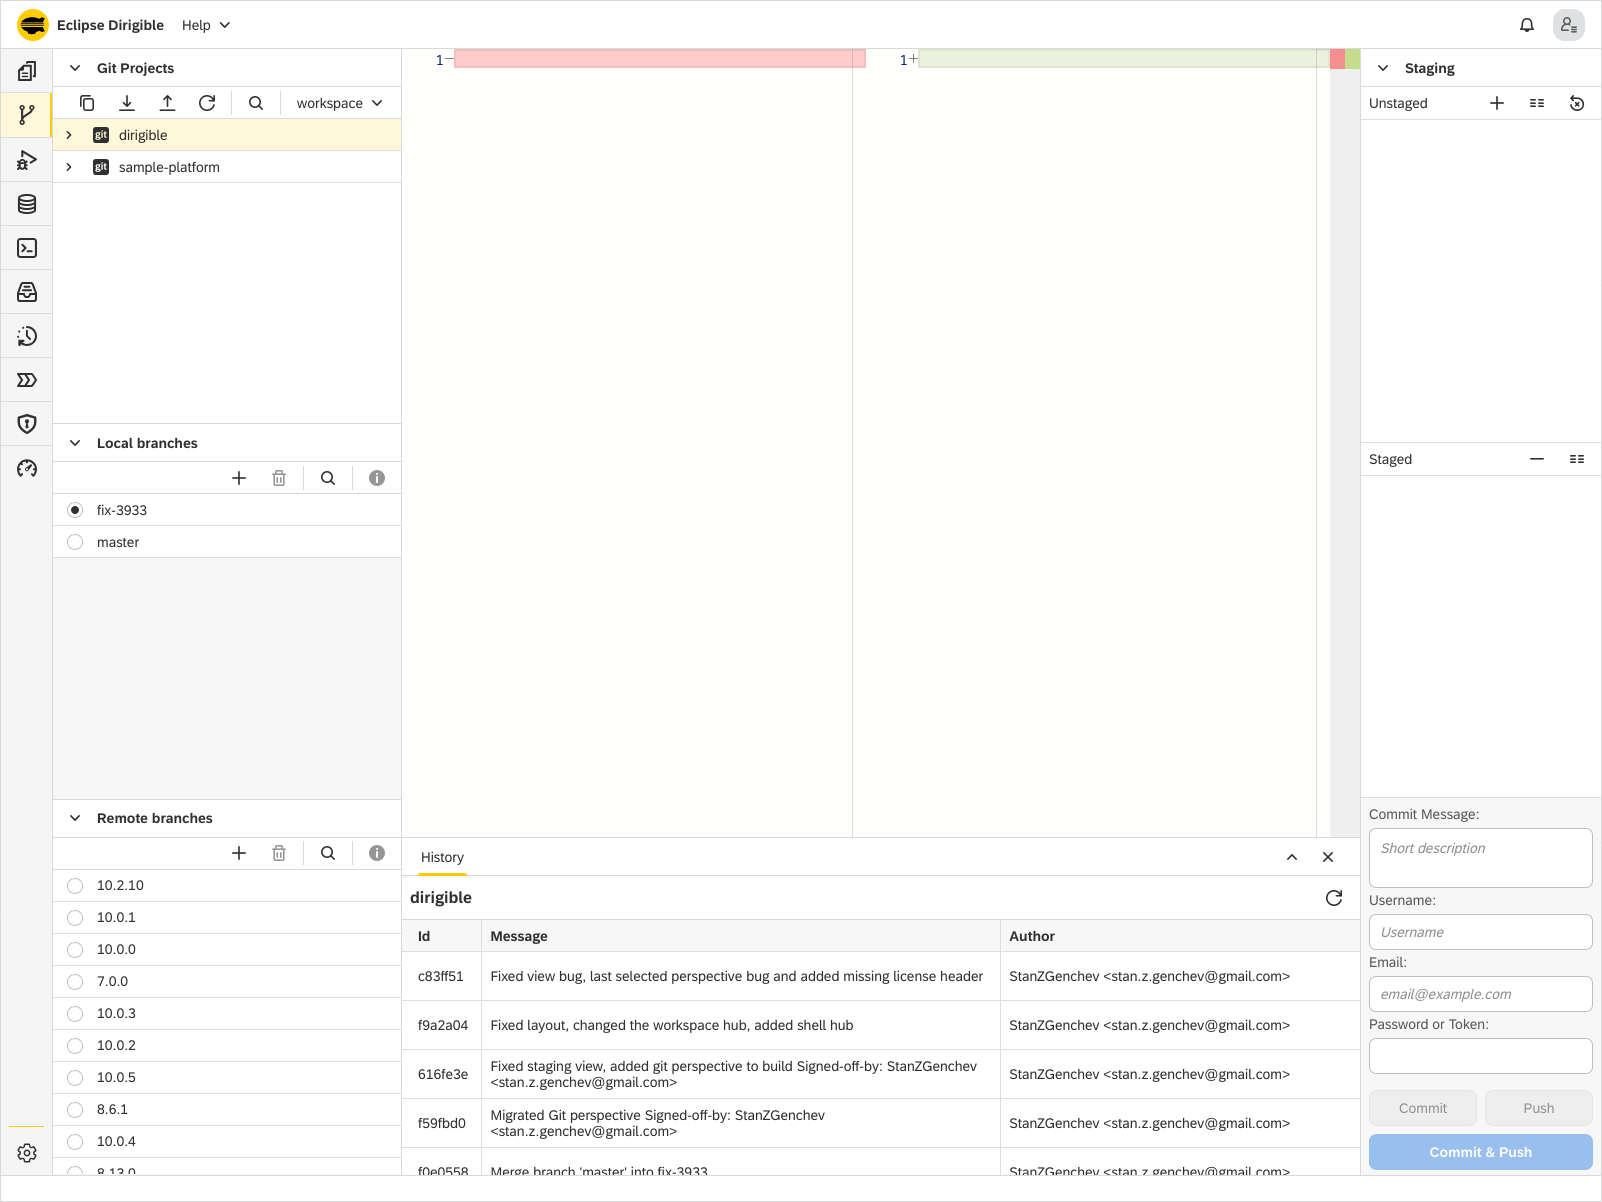 Eclipse Dirigible
Help
Git Projects
workspace
git dirigible
git sample-platform
Local branches
fix-3933
master
Remote branches
10.2.10
10.0.1
10.0.0
7.0.0
10.0.3
10.0.2
10.0.5
8.6.1
10.0.4
8.13.0
1
1
History
dirigible
Id Message Author
c83ff51 Fixed view bug, last selected perspective bug and added missing license header StanZGenchev <stan.z.genchev@gmail.com>
f9a2a04 Fixed layout, changed the workspace hub, added shell hub StanZGenchev <stan.z.genchev@gmail.com>
616fe3e Fixed staging view, added git perspective to build Signed-off-by: StanZGenchev
<stan.z.genchev@gmail.com> StanZGenchev <stan.z.genchev@gmail.com>
f59fbd0 Migrated Git perspective Signed-off-by: StanZGenchev
<stan.z.genchev@gmail.com> StanZGenchev <stan.z.genchev@gmail.com>
f0e0558 Merge branch 'master' into fix-3933 StanZGenchev <stan.z.genchev@gmail.com>
Staging
Unstaged
Staged
Commit Message:
Short description
Username:
Username
Email:
email@example.com
Password or Token:
Commit
Push
Commit & Push